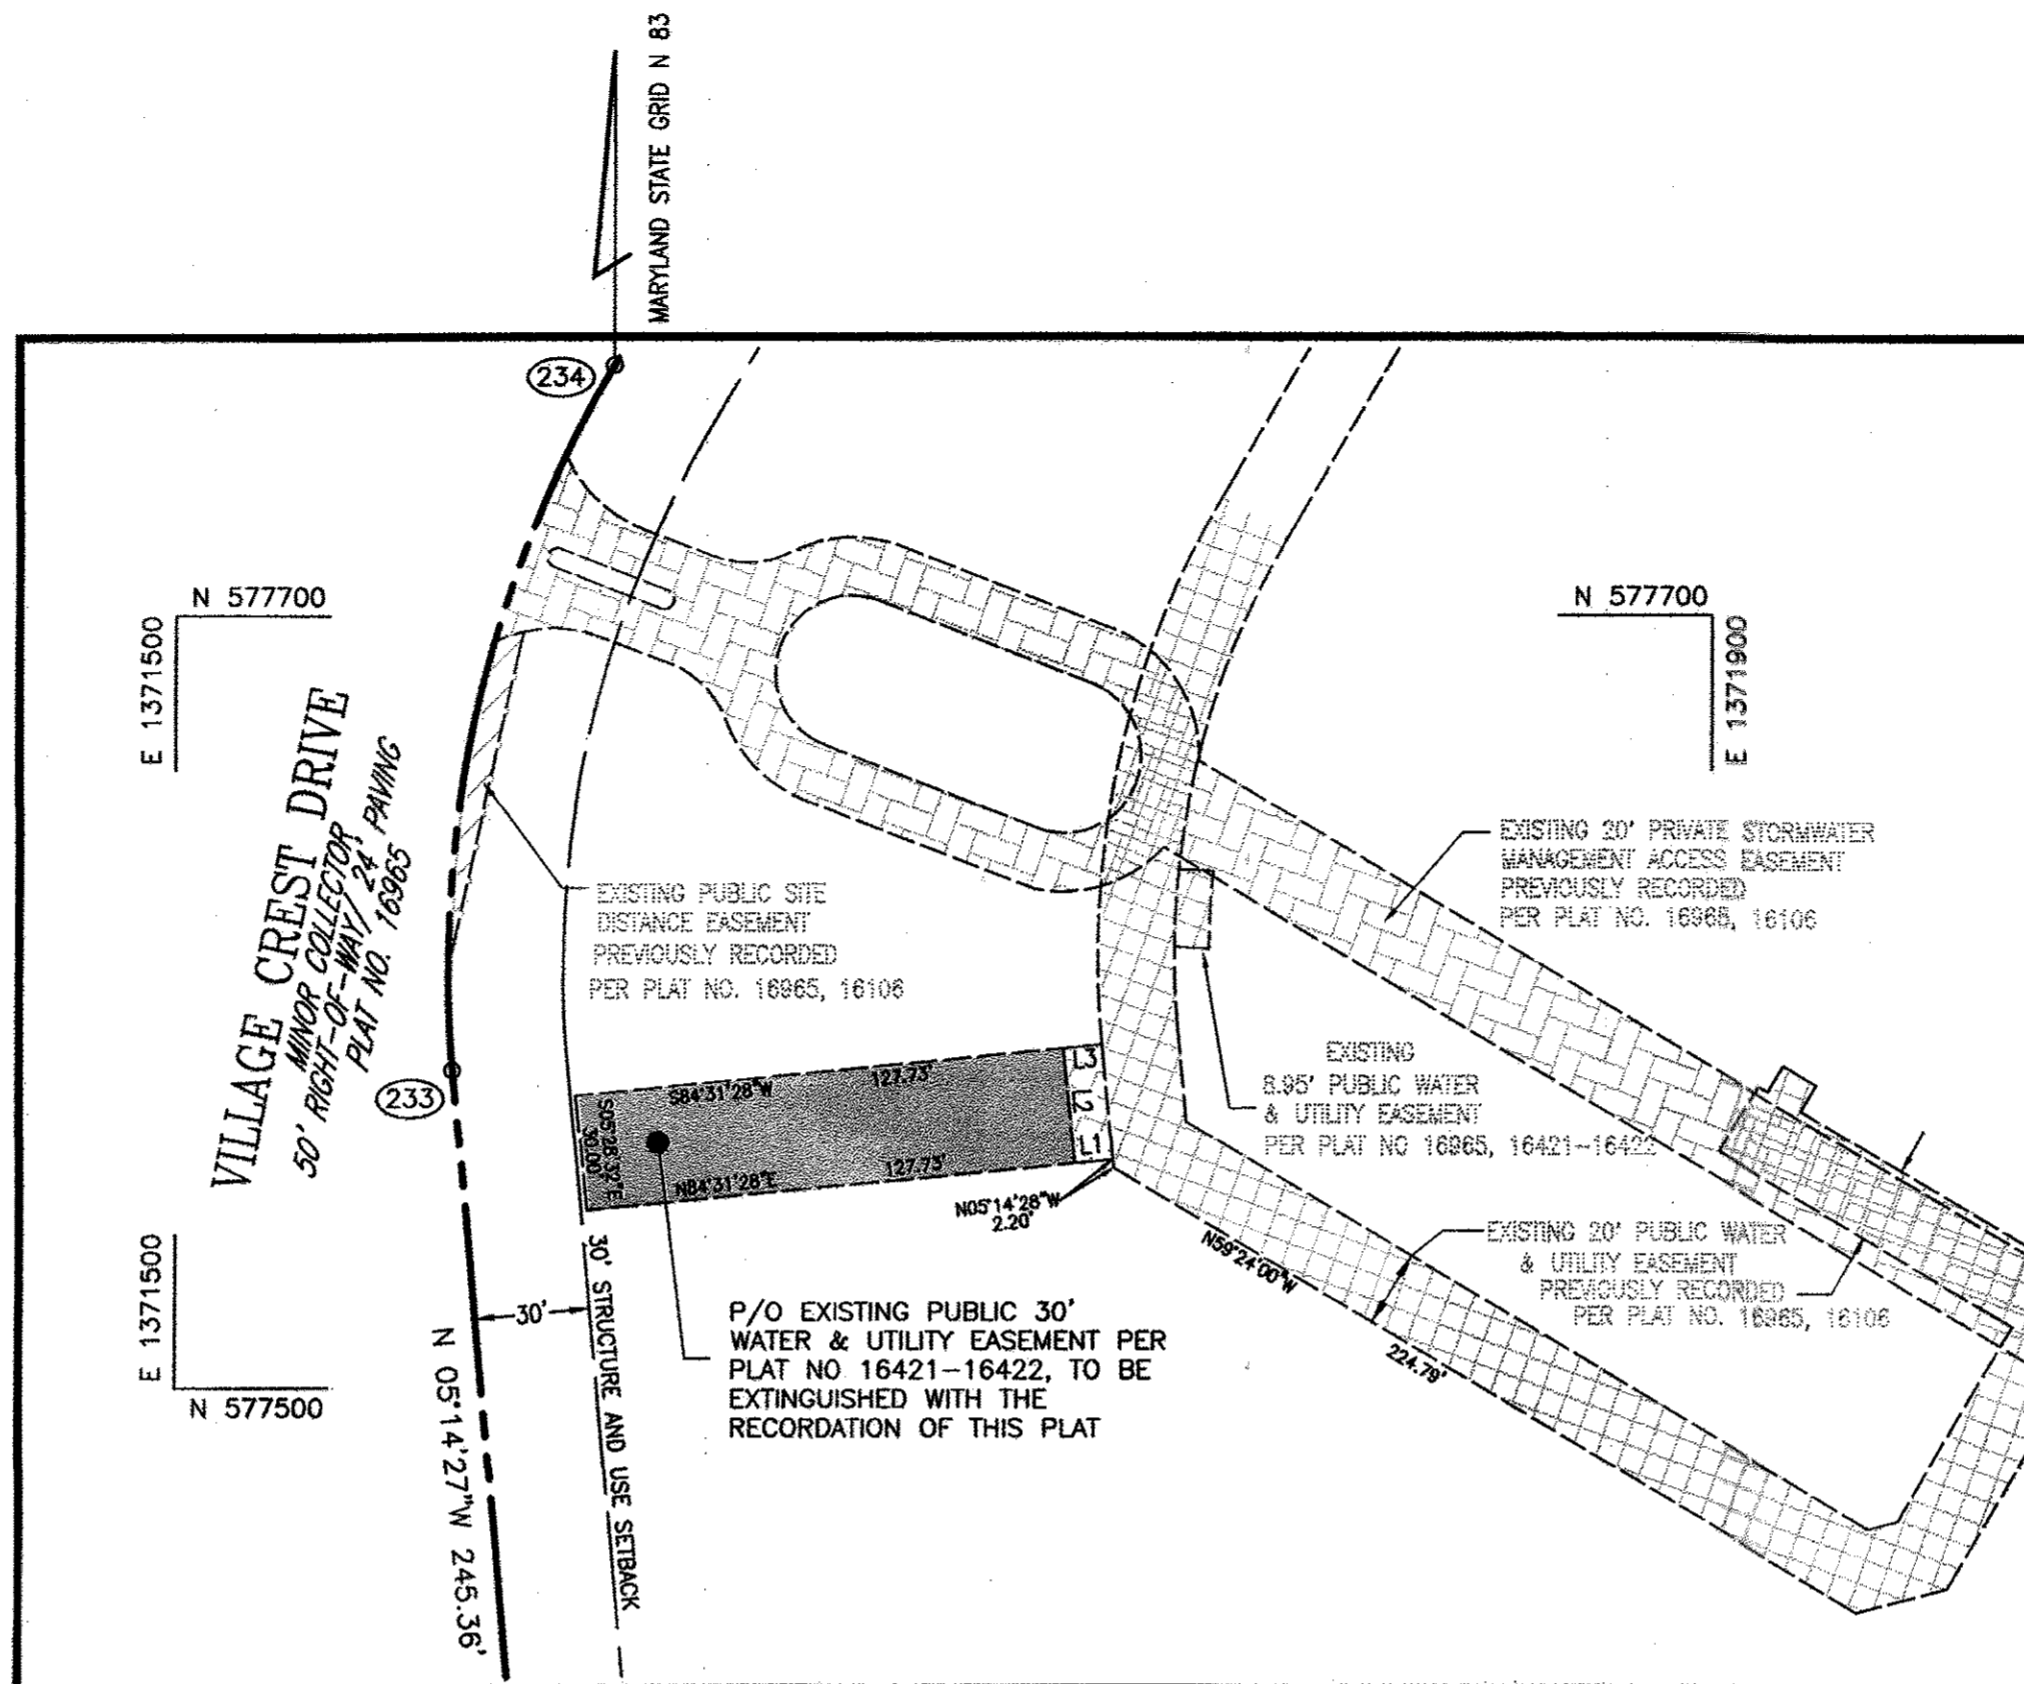 MARYLAND STATE GRID N 83
234
N 577700
E 1371500
N 577700
E 1371900
VILLAGE CREST DRIVE
MINOR COLLECTOR
50' RIGHT-OF-WAY/ 24' PAVING
PLAT NO. 16965
EXISTING 20' PRIVATE STORMWATER
MANAGEMENT ACCESS EASEMENT
PREVIOUSLY RECORDED
PER PLAT NO. 16965, 16106
EXISTING PUBLIC SITE
DISTANCE EASEMENT
PREVIOUSLY RECORDED
PER PLAT NO. 16965, 16106
233
EXISTING
8.95' PUBLIC WATER
& UTILITY EASEMENT
PER PLAT NO 16965, 16421-16422
S84°31'28"W
127.73'
L3
L2
L1
S05°28'32"E
30.00'
N84°31'28"E
127.73'
N05°14'28"W
2.20'
N59°24'00"W
224.79'
EXISTING 20' PUBLIC WATER
& UTILITY EASEMENT
PREVIOUSLY RECORDED
PER PLAT NO. 16965, 16106
30'
30' STRUCTURE AND USE SETBACK
P/O EXISTING PUBLIC 30'
WATER & UTILITY EASEMENT PER
PLAT NO. 16421-16422, TO BE
EXTINGUISHED WITH THE
RECORDATION OF THIS PLAT
E 1371500
N 577500
N 05°14'27"W 245.36'